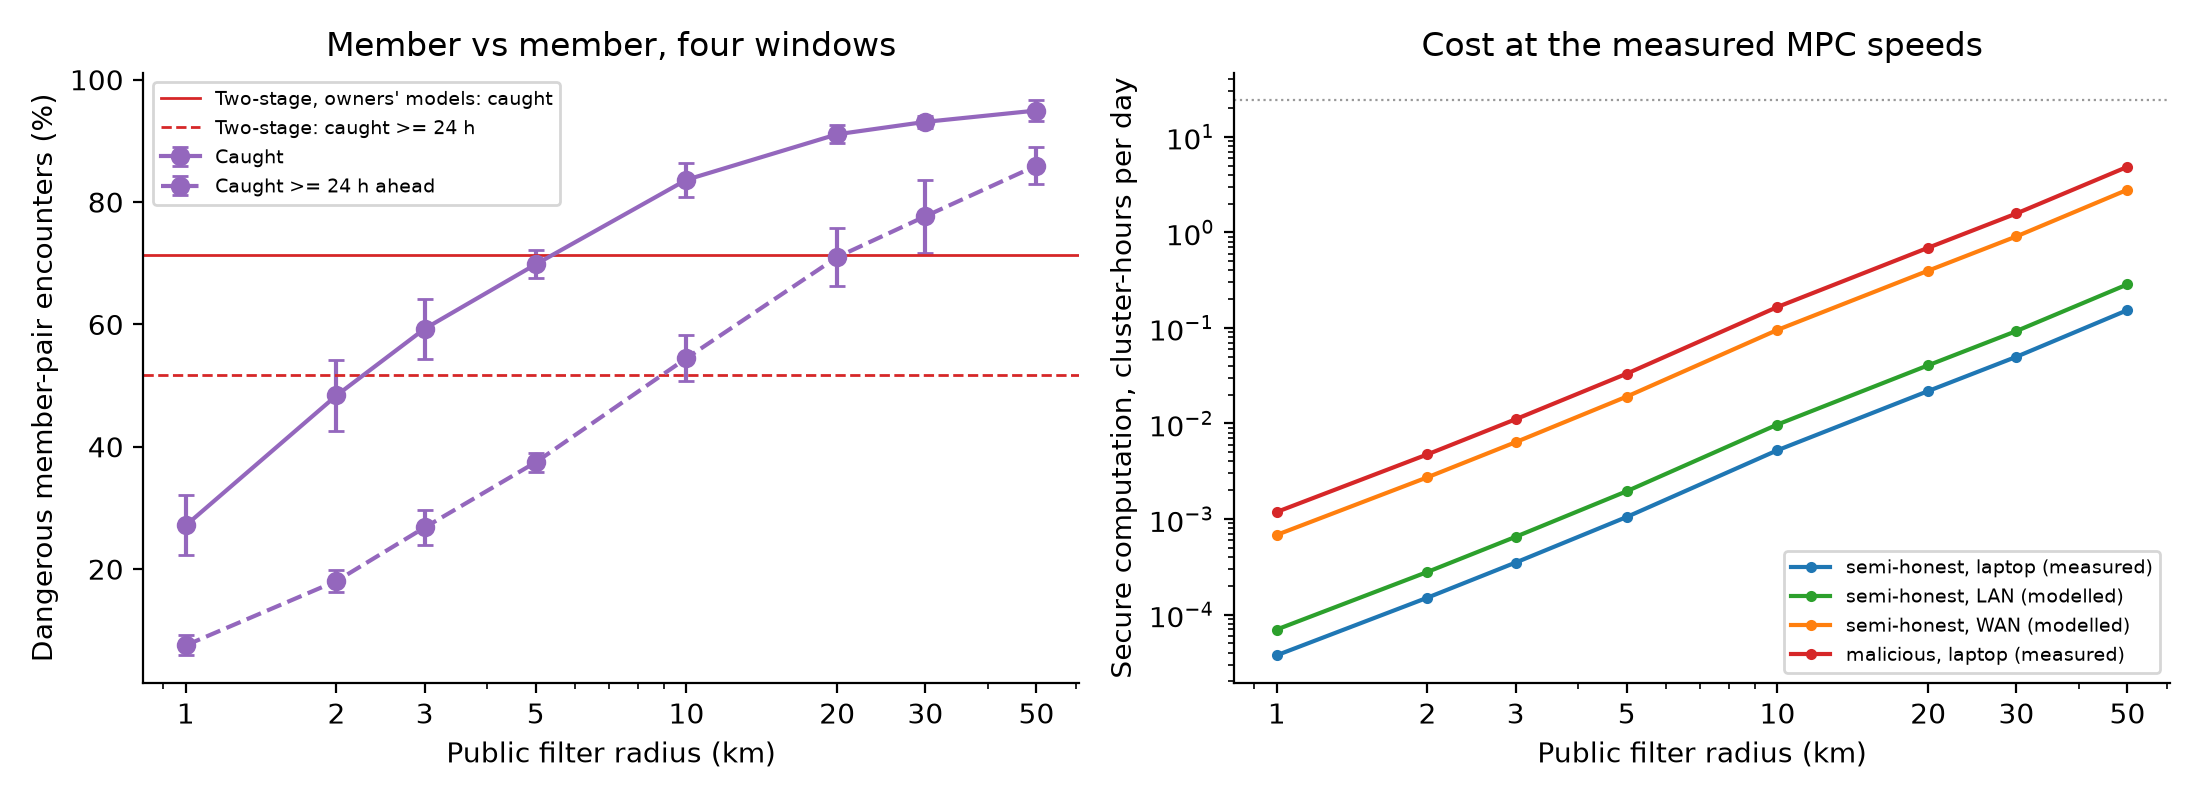 Member vs member, four windows
Dangerous member-pair encounters (%)
100
80
60
40
20
Two-stage, owners' models: caught
Two-stage: caught >= 24 h
Caught
Caught >= 24 h ahead
1 2 3 5 10 20 30 50
Public filter radius (km)
Cost at the measured MPC speeds
Secure computation, cluster-hours per day
10¹
10⁰
10⁻¹
10⁻²
10⁻³
10⁻⁴
semi-honest, laptop (measured)
semi-honest, LAN (modelled)
semi-honest, WAN (modelled)
malicious, laptop (measured)
1 2 3 5 10 20 30 50
Public filter radius (km)